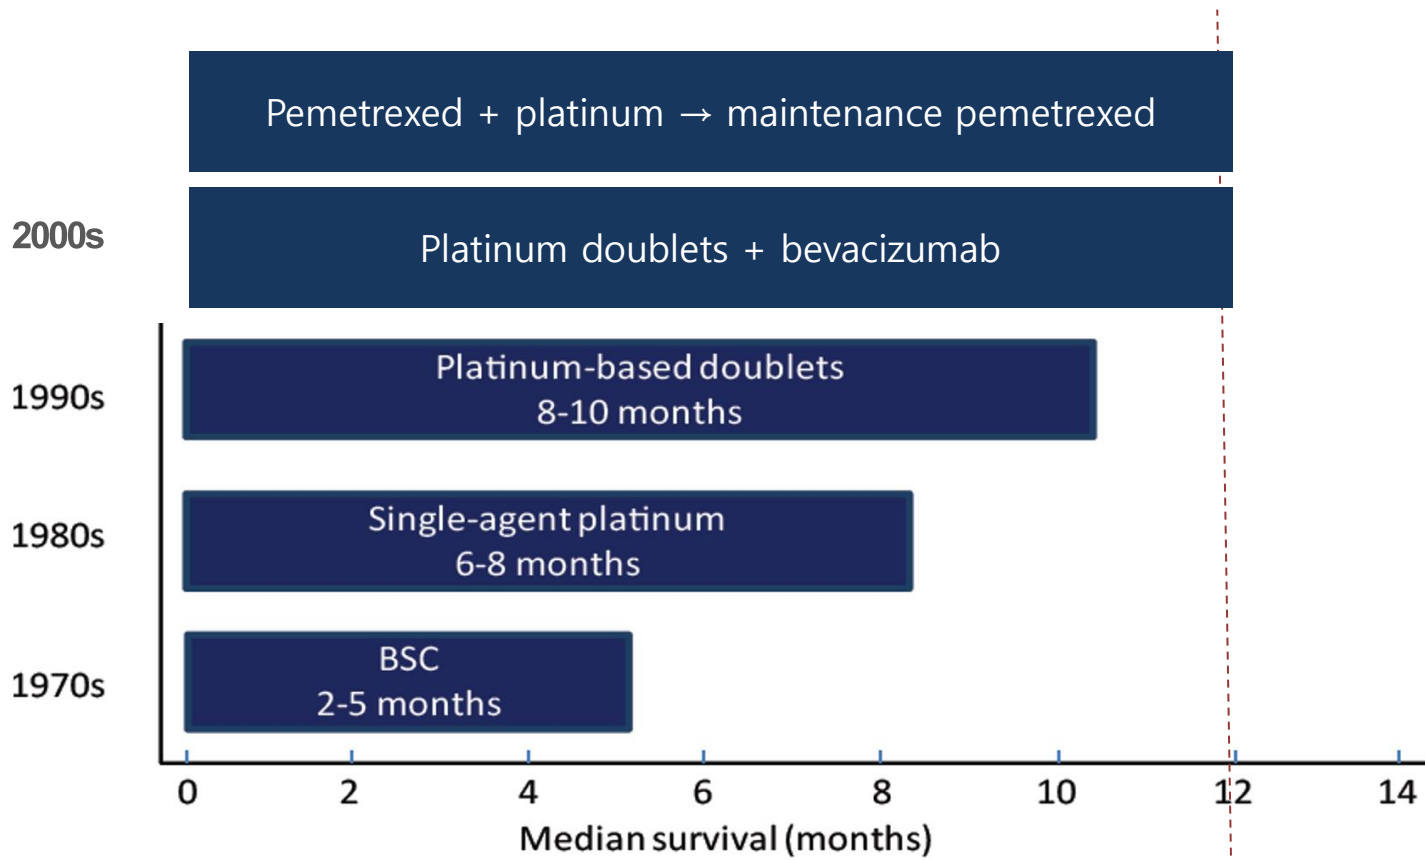 Pemetrexed + platinum → maintenance pemetrexed
2000s
Platinum doublets + bevacizumab
1990s
Platinum-based doublets
8-10 months
1980s
Single-agent platinum
6-8 months
1970s
BSC
2-5 months
0 2 4 6 8 10 12 14
Median survival (months)